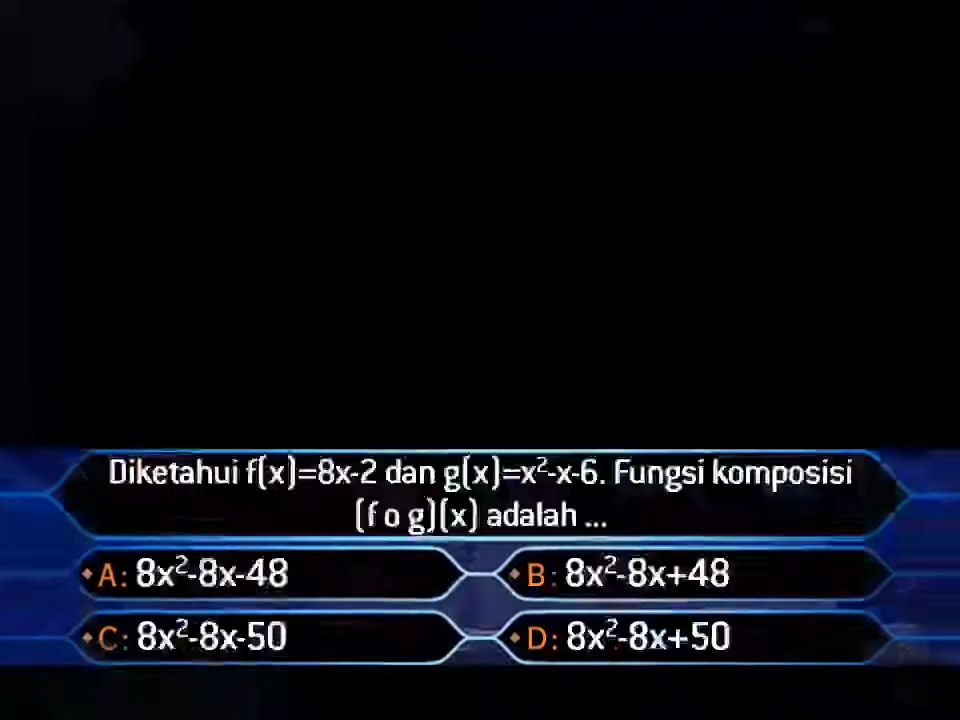 Diketahui f(x)=8x-2 dan g(x)=x²-x-6. Fungsi komposisi
(f o g)(x) adalah ...
A: 8x²-8x-48
B: 8x²-8x+48
C: 8x²-8x-50
D: 8x²-8x+50